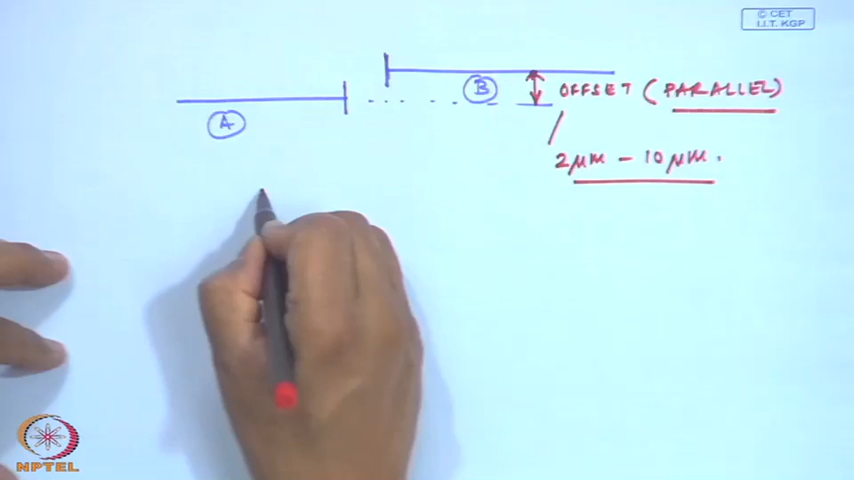 © CET
I.I.T. KGP
A
B
OFFSET (PARALLEL)
2μm - 10μm.
NPTEL